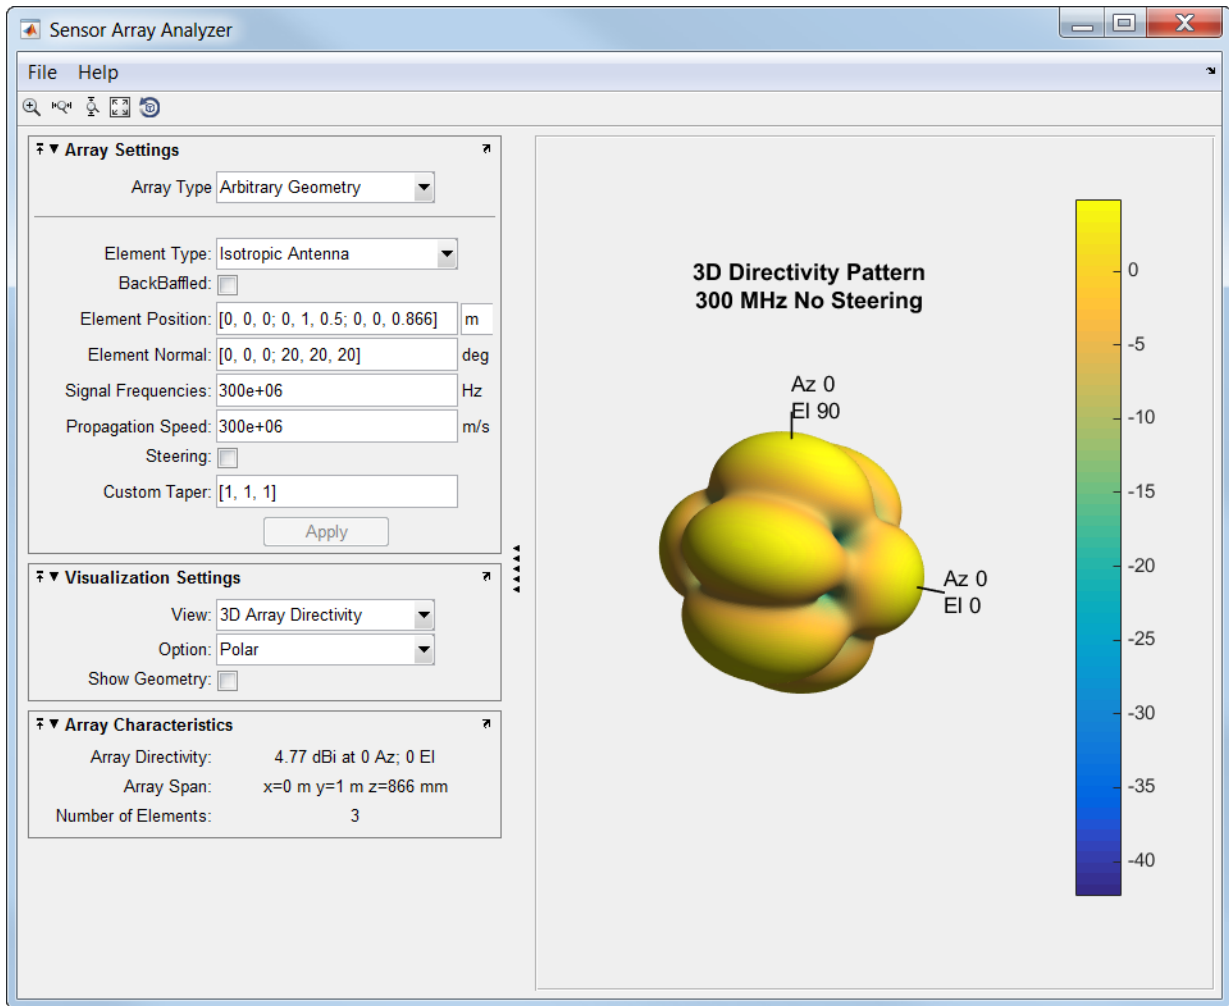 Sensor Array Analyzer
File Help
Array Settings
Array Type Arbitrary Geometry
Element Type: Isotropic Antenna
BackBaffled:
Element Position: [0, 0, 0; 0, 1, 0.5; 0, 0, 0.866] m
Element Normal: [0, 0, 0; 20, 20, 20] deg
Signal Frequencies: 300e+06 Hz
Propagation Speed: 300e+06 m/s
Steering:
Custom Taper: [1, 1, 1]
Apply
Visualization Settings
View: 3D Array Directivity
Option: Polar
Show Geometry:
Array Characteristics
Array Directivity: 4.77 dBi at 0 Az; 0 El
Array Span: x=0 m y=1 m z=866 mm
Number of Elements: 3
3D Directivity Pattern
300 MHz No Steering
Az 0
El 90
Az 0
El 0
0
-5
-10
-15
-20
-25
-30
-35
-40